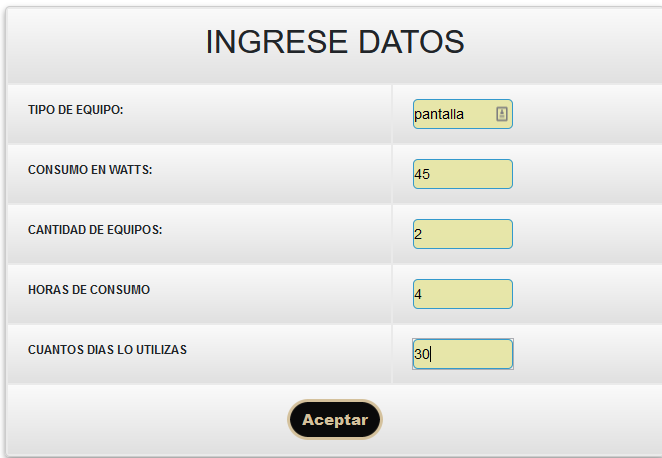 INGRESE DATOS
TIPO DE EQUIPO: pantalla
CONSUMO EN WATTS: 45
CANTIDAD DE EQUIPOS: 2
HORAS DE CONSUMO 4
CUANTOS DIAS LO UTILIZAS 30
Aceptar